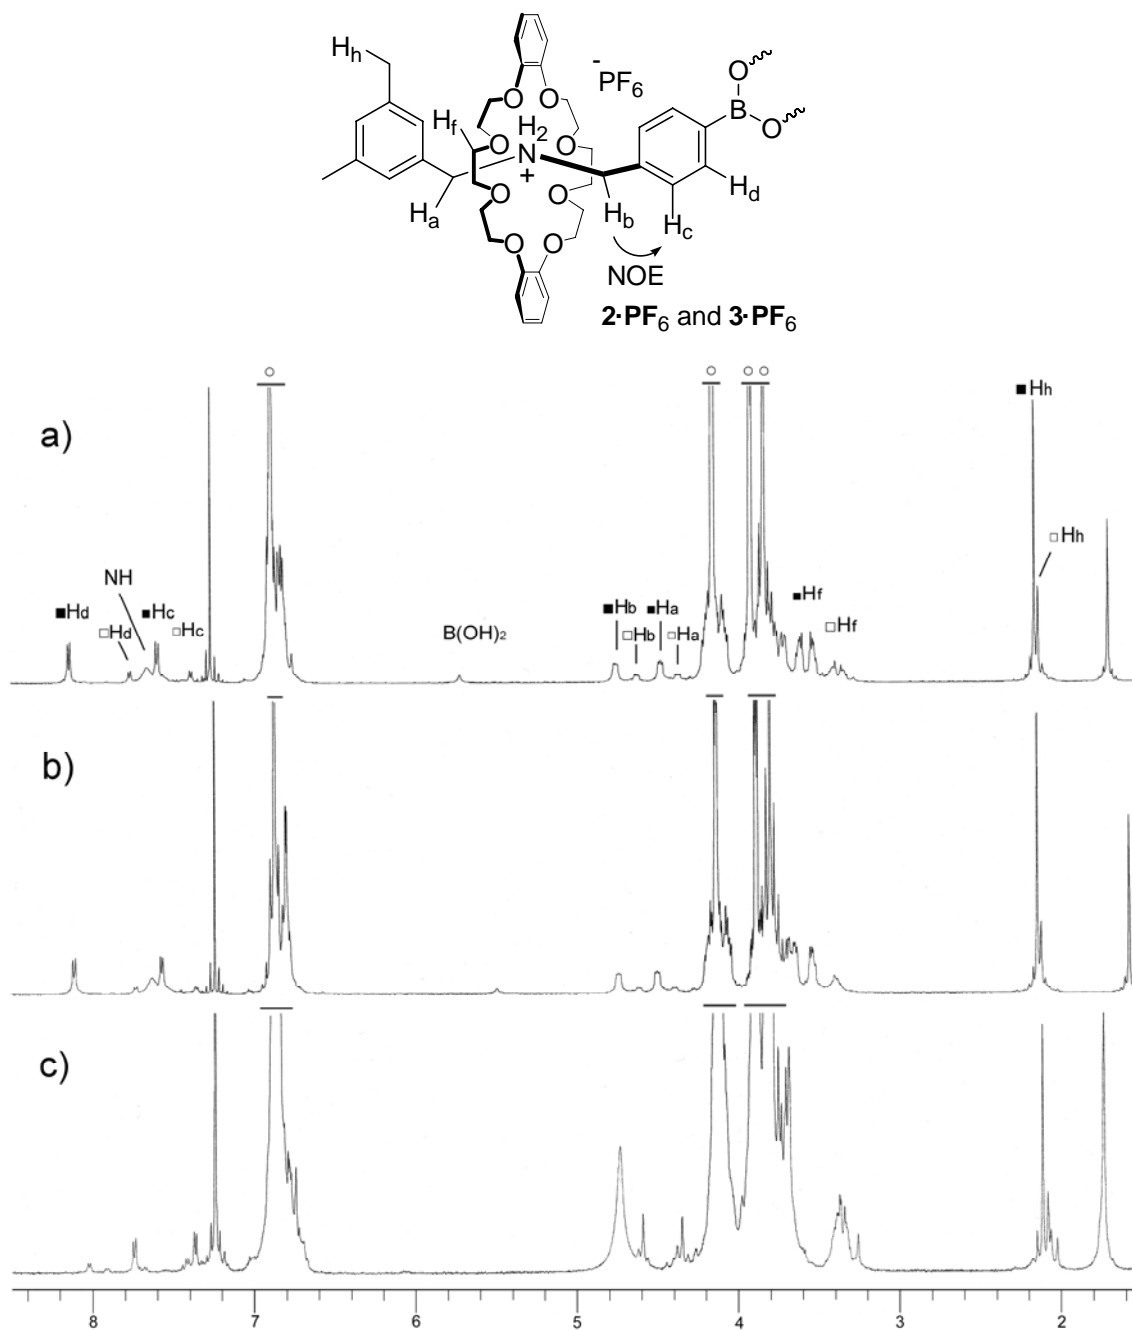 Hh
-
PF6
O
O
B
O
O
O
Hf
O
H2
N
+
O
Ha
O
O
Hb
Hc
Hd
O
O
NOE
2·PF6 and 3·PF6
a)
○
○
○ ○
■Hh
□Hh
NH
■Hd
■Hc
□Hd
□Hc
B(OH)2
■Hb
■Ha
□Hb
□Ha
■Hf
□Hf
b)
c)
8 7 6 5 4 3 2